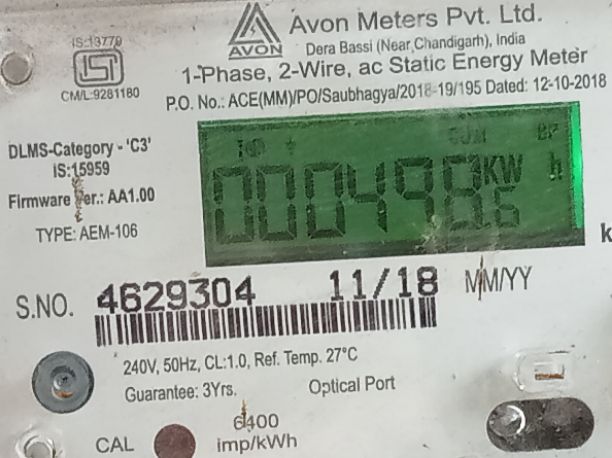 Avon Meters Pvt. Ltd.
AVON
Dera Bassi (Near,Chandigarh), India
IS:13779
ISI
CM/L:9281180
1-Phase, 2-Wire, ac Static Energy Meter
P.O. No.: ACE(MM)/PO/Saubhagya/2018-19/195 Dated: 12-10-2018
DLMS-Category - 'C3'
IS:15959
Firmware Ver.: AA1.00
TYPE: AEM-106
CUM
KW h
k
S.NO. 4629304 11/18 MM/YY
240V, 50Hz, CL:1.0, Ref. Temp. 27°C
Guarantee: 3Yrs. Optical Port
6400
CAL imp/kWh